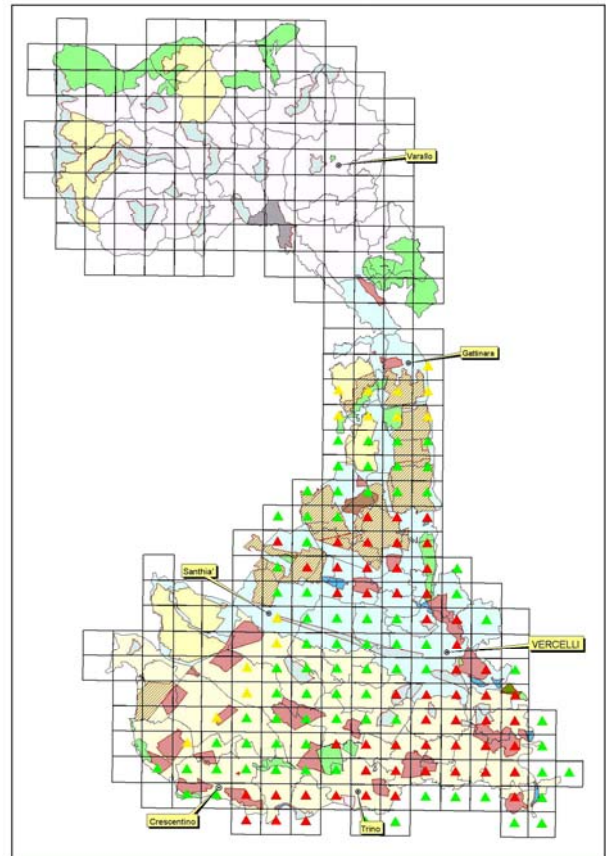 Varallo
Gattinara
Santhia'
VERCELLI
Crescentino
Trino